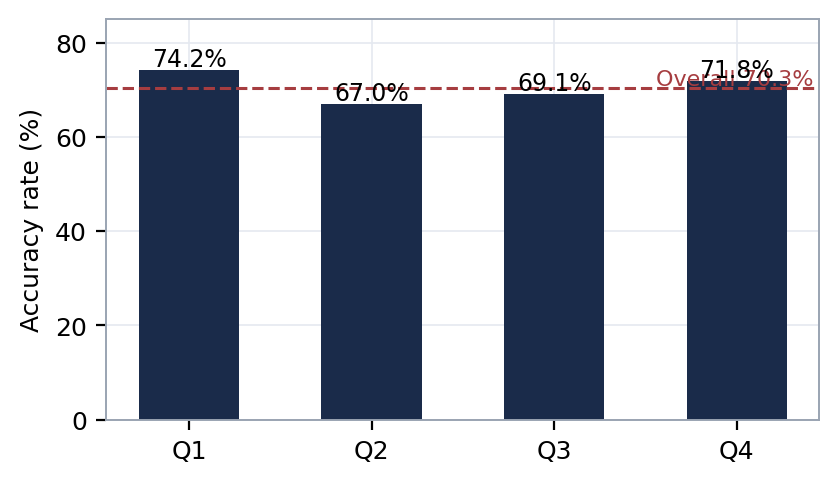 80
60
40
20
0
Accuracy rate (%)
74.2%
67.0%
69.1%
71.8%
Overall 70.3%
Q1
Q2
Q3
Q4